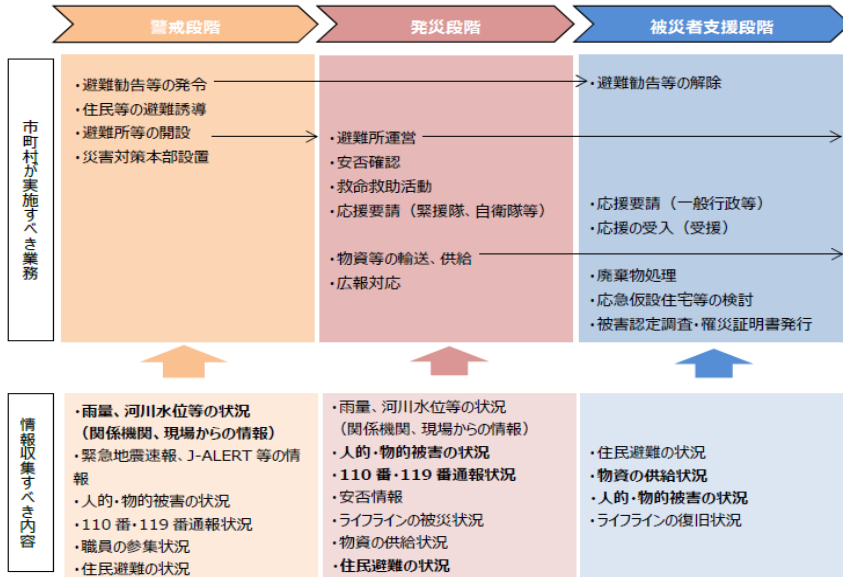 警戒段階
発災段階
被災者支援段階
市町村が実施すべき業務
・避難勧告等の発令
・住民等の避難誘導
・避難所等の開設
・災害対策本部設置
・避難所運営
・安否確認
・救命救助活動
・応援要請（緊援隊、自衛隊等）
・物資等の輸送、供給
・広報対応
・避難勧告等の解除
・応援要請（一般行政等）
・応援の受入（受援）
・廃棄物処理
・応急仮設住宅等の検討
・被害認定調査・罹災証明書発行
情報収集すべき内容
・雨量、河川水位等の状況
（関係機関、現場からの情報）
・緊急地震速報、J-ALERT 等の情
報
・人的・物的被害の状況
・110 番・119 番通報状況
・職員の参集状況
・住民避難の状況
・雨量、河川水位等の状況
（関係機関、現場からの情報）
・人的・物的被害の状況
・110 番・119 番通報状況
・安否情報
・ライフラインの被災状況
・物資の供給状況
・住民避難の状況
・住民避難の状況
・物資の供給状況
・人的・物的被害の状況
・ライフラインの復旧状況